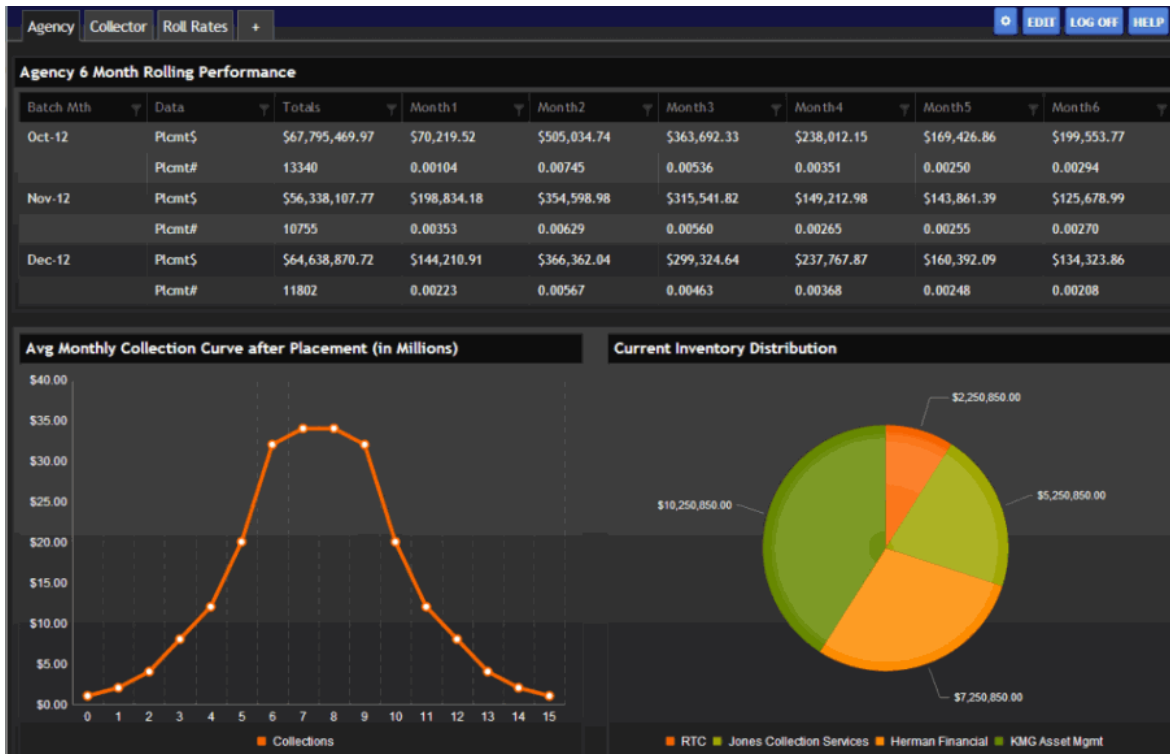 Agency Collector Roll Rates + EDIT LOG OFF HELP
Agency 6 Month Rolling Performance
Batch Mth Data Totals Month1 Month2 Month3 Month4 Month5 Month6
Oct-12 Plcmt$ $67,795,469.97 $70,219.52 $505,034.74 $363,692.33 $238,012.15 $169,426.86 $199,553.77
Plcmt# 13340 0.00104 0.00745 0.00536 0.00351 0.00250 0.00294
Nov-12 Plcmt$ $56,338,107.77 $198,834.18 $354,598.98 $315,541.82 $149,212.98 $143,861.39 $125,678.99
Plcmt# 10755 0.00353 0.00629 0.00560 0.00265 0.00255 0.00270
Dec-12 Plcmt$ $64,638,870.72 $144,210.91 $366,362.04 $299,324.64 $237,767.87 $160,392.09 $134,323.86
Plcmt# 11802 0.00223 0.00567 0.00463 0.00368 0.00248 0.00208
Avg Monthly Collection Curve after Placement (in Millions)
$40.00
$35.00
$30.00
$25.00
$20.00
$15.00
$10.00
$5.00
$0.00
0 1 2 3 4 5 6 7 8 9 10 11 12 13 14 15
Collections
Current Inventory Distribution
$2,250,850.00
$5,250,850.00
$10,250,850.00
$7,250,850.00
RTC Jones Collection Services Herman Financial KMG Asset Mgmt